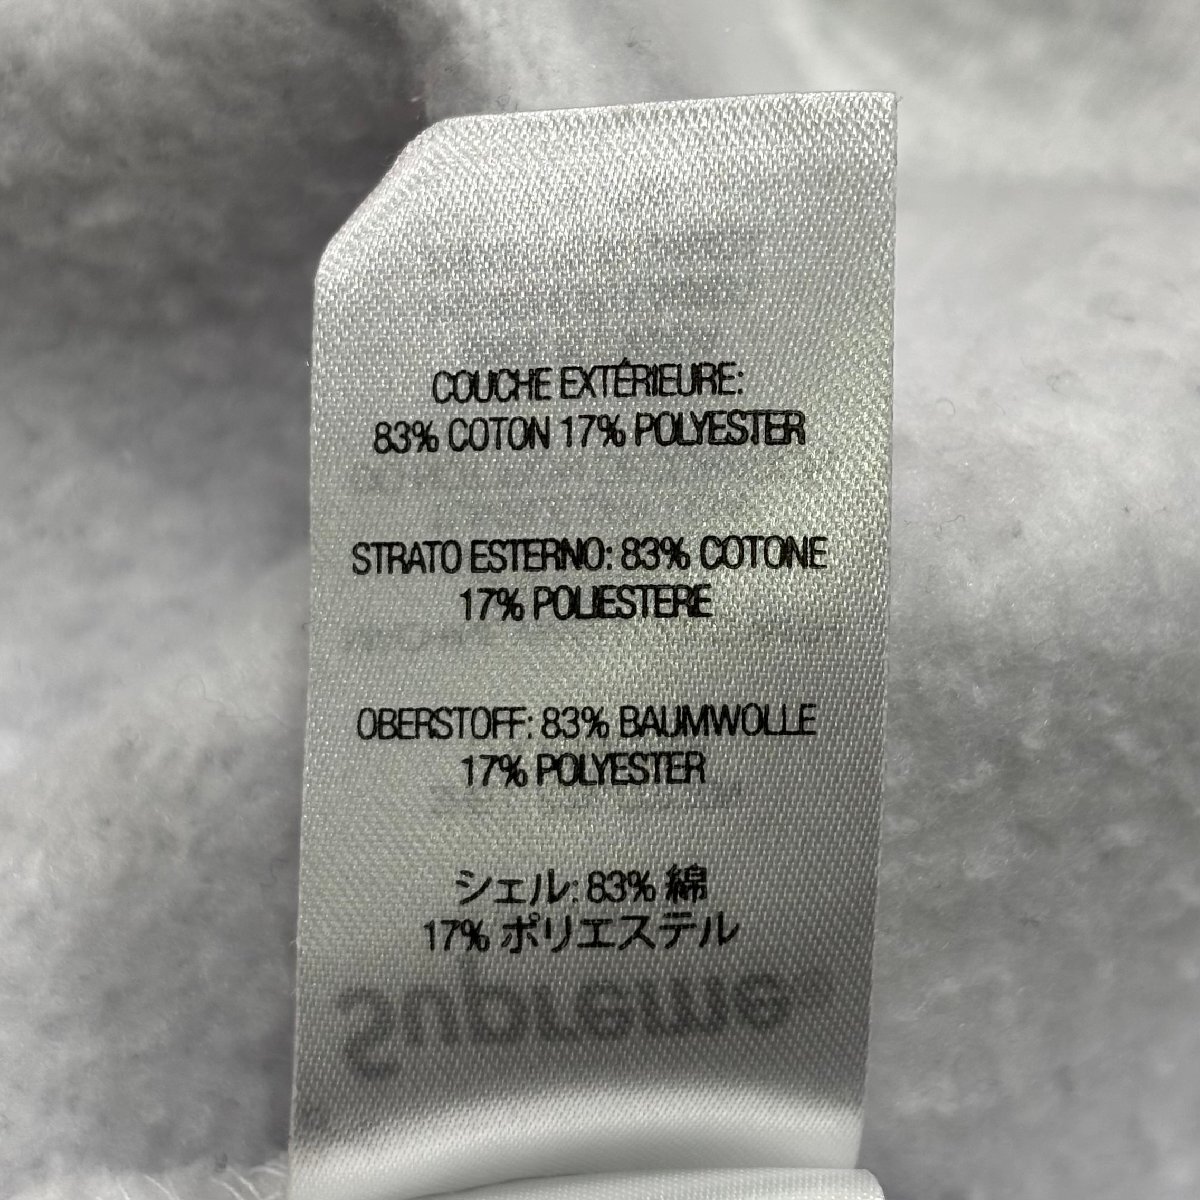 COUCHE EXTÉRIEURE:
83% COTON 17% POLYESTER
STRATO ESTERNO: 83% COTONE
17% POLIESTERE
OBERSTOFF: 83% BAUMWOLLE
17% POLYESTER
シェル: 83% 綿
17% ポリエステル
Supreme